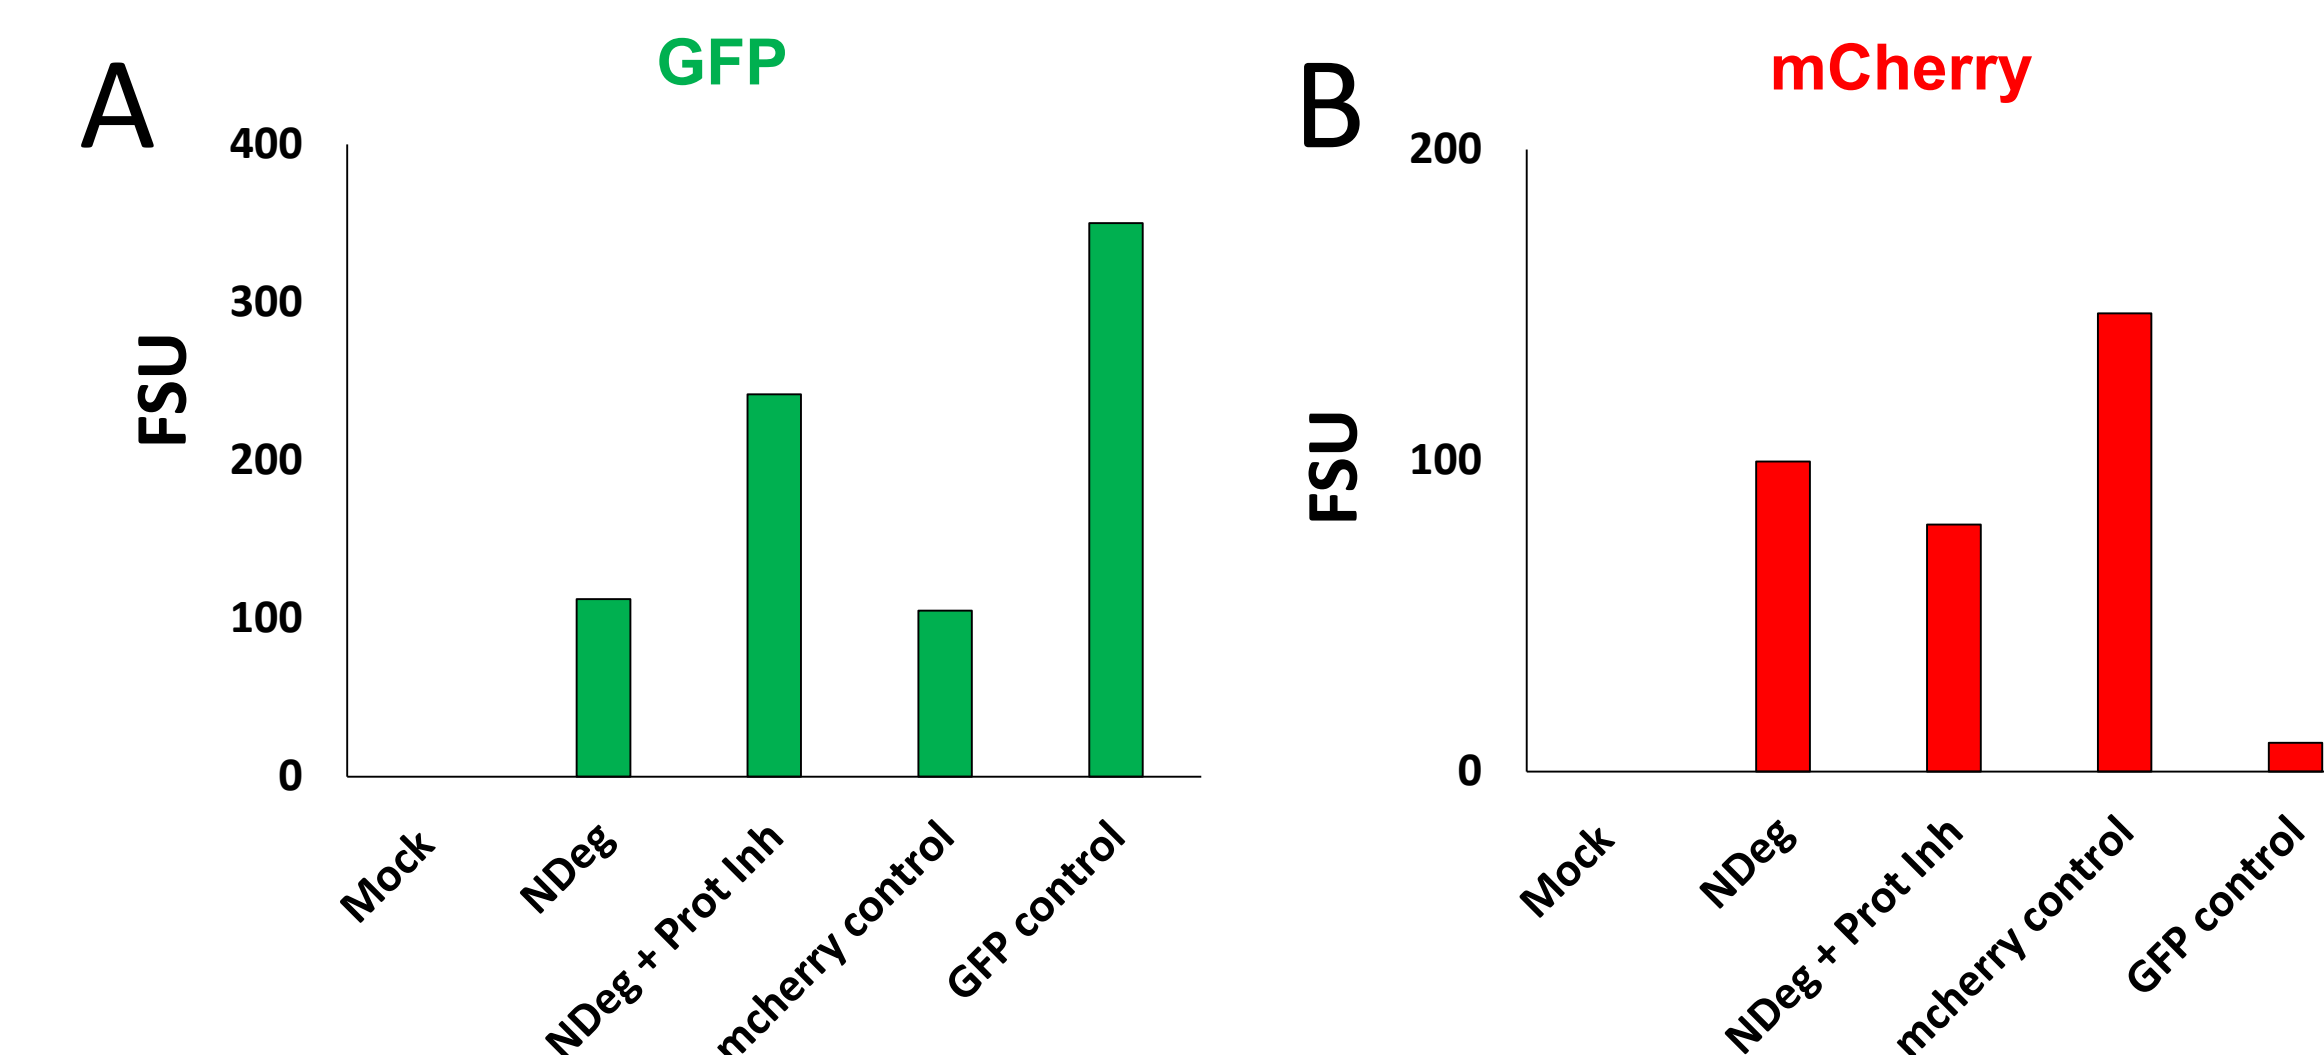 A
GFP
400
300
200
100
0
FSU
Mock
NDeg
NDeg + Prot Inh
mcherry control
GFP control
B
mCherry
200
100
0
FSU
Mock
NDeg
NDeg + Prot Inh
mcherry control
GFP control